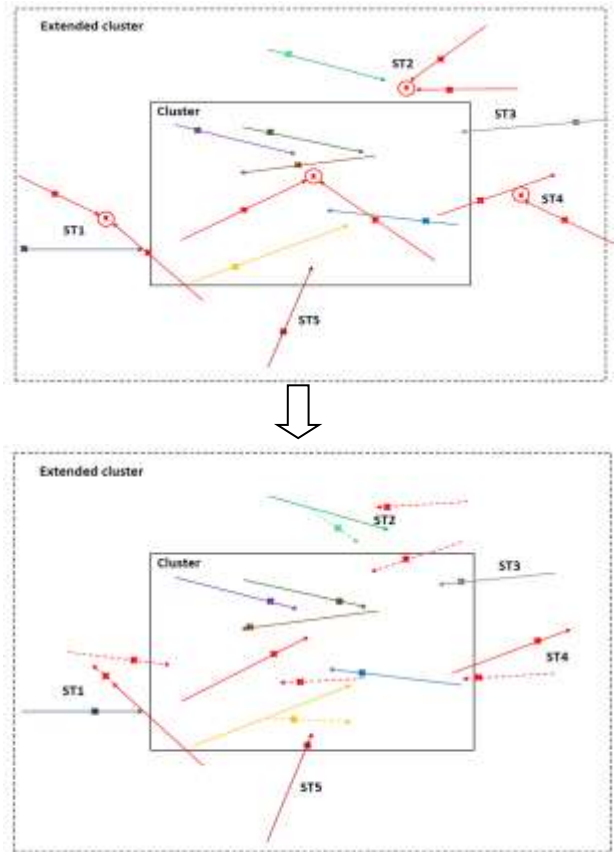 Extended cluster
ST2
Cluster
ST3
ST4
ST1
ST5
Extended cluster
ST2
Cluster
ST3
ST4
ST1
ST5